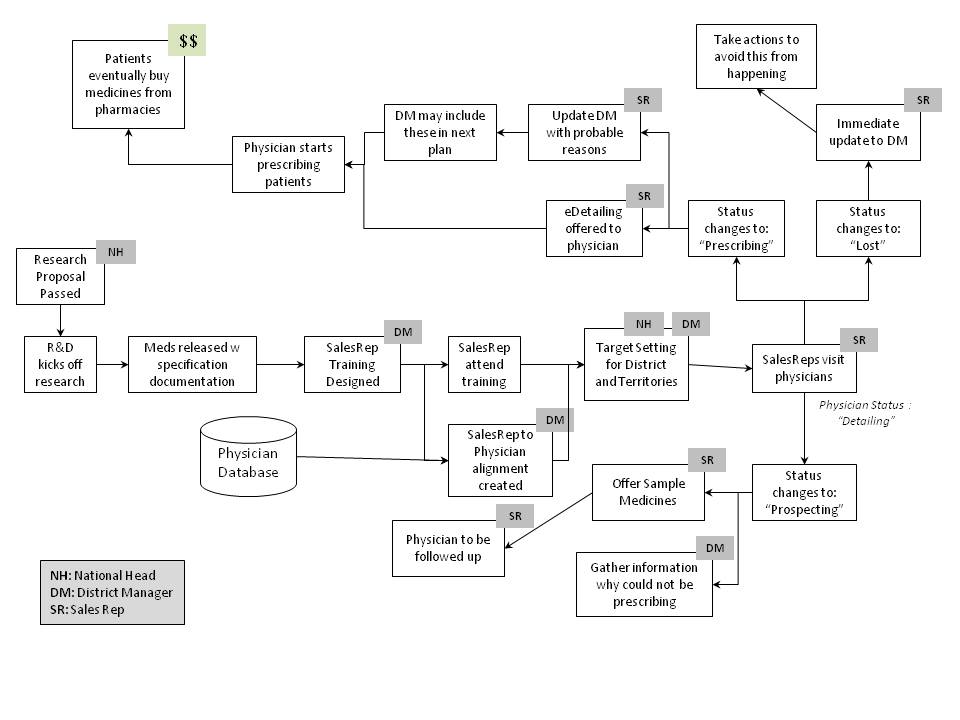 $$
Patients
eventually buy
medicines from
pharmacies
Take actions to
avoid this from
happening
SR
DM may include
these in next
plan
Update DM
with probable
reasons
SR
Immediate
update to DM
Physician starts
prescribing
patients
SR
eDetailing
offered to
physician
Status
changes to:
“Prescribing”
Status
changes to:
“Lost”
NH
Research
Proposal
Passed
R&D
kicks off
research
Meds released w
specification
documentation
DM
SalesRep
Training
Designed
SalesRep
attend
training
NH
DM
Target Setting
for District
and Territories
SR
SalesReps visit
physicians
Physician Status :
“Detailing”
Physician
Database
DM
SalesRep to
Physician
alignment
created
SR
Offer Sample
Medicines
Status
changes to:
“Prospecting”
SR
Physician to be
followed up
DM
Gather information
why could not be
prescribing
NH: National Head
DM: District Manager
SR: Sales Rep